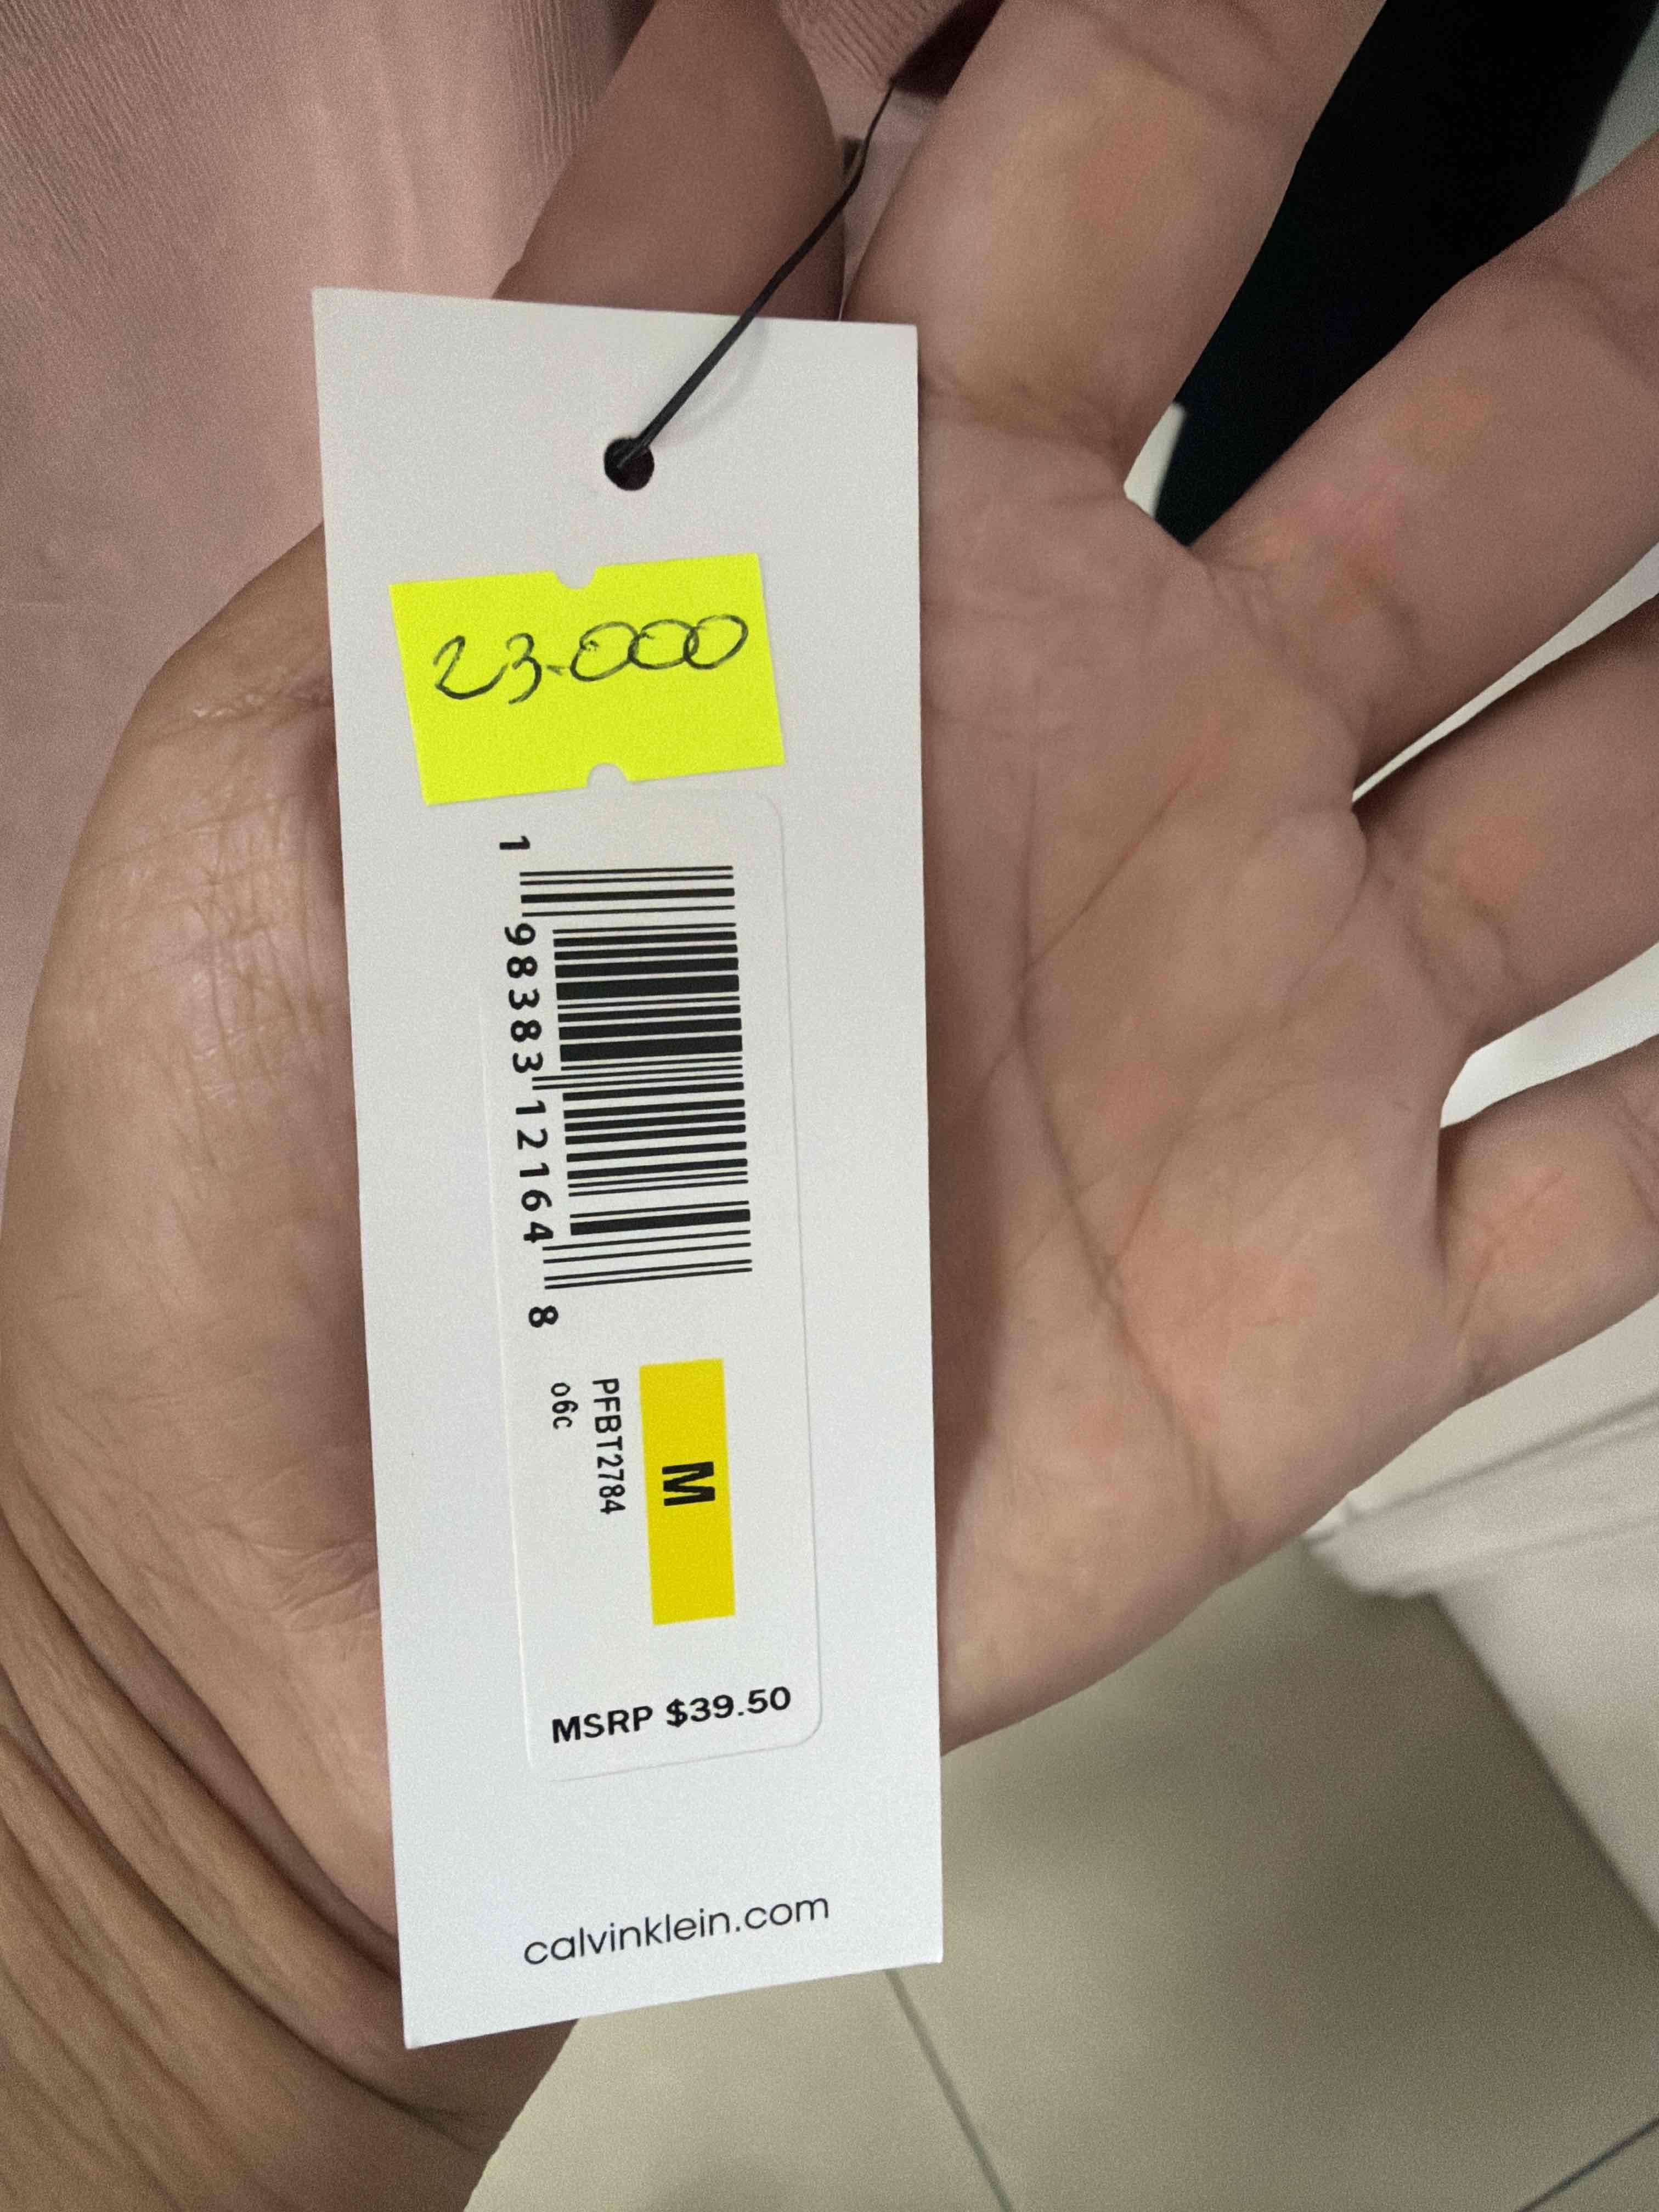 23.000
1 98383 12164 8
M
PFBT2784
06c
MSRP $39.50
calvinklein.com